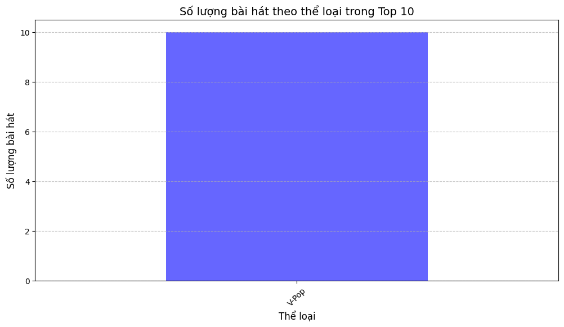 Số lượng bài hát theo thể loại trong Top 10
10
8
6
4
2
0
Số lượng bài hát
V-Pop
Thể loại